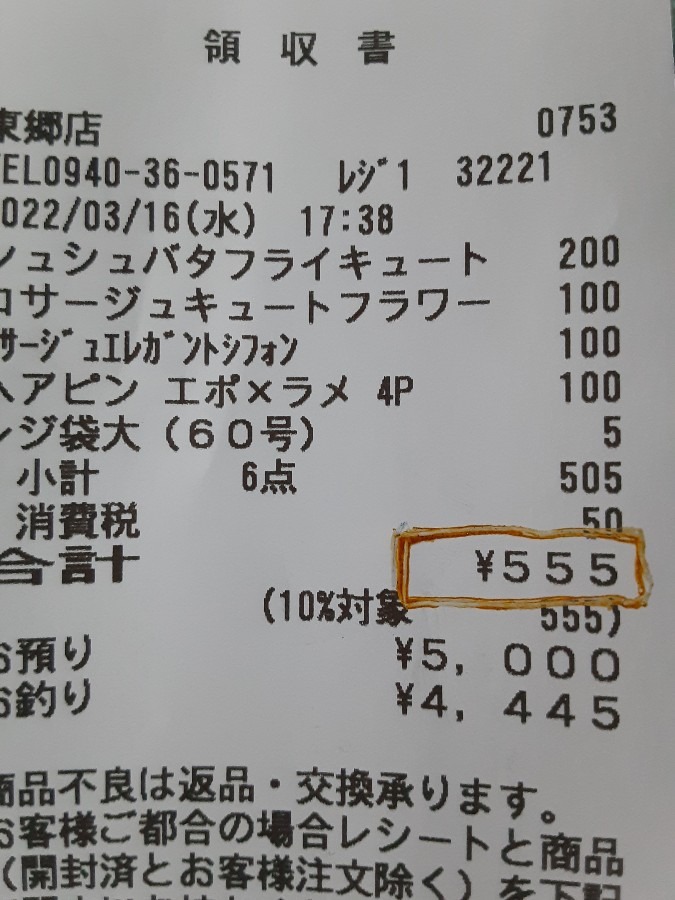 領収書
東郷店 0753
TEL0940-36-0571 ﾚｼﾞ1 32221
2022/03/16(水) 17:38
シュシュバタフライキュート 200
コサージュキュートフラワー 100
ｻｰｼﾞｭｴﾚｶﾞﾝﾄｼﾌｫﾝ 100
ヘアピン エポ×ラメ 4P 100
レジ袋大(60号) 5
小計 6点 505
消費税 50
合計 ¥555
(10%対象 555)
お預り ¥5,000
お釣り ¥4,445
商品不良は返品・交換承ります。
お客様ご都合の場合レシートと商品
(開封済とお客様注文除く)を下記